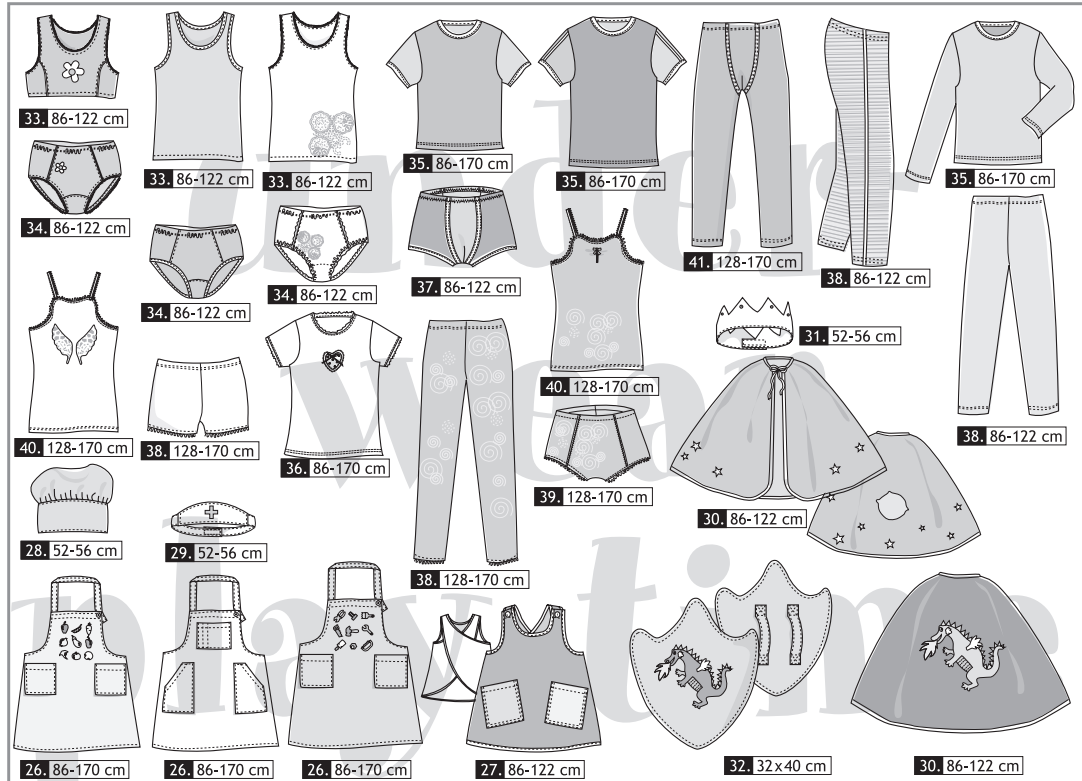 under
wear
play time
33. 86-122 cm
33. 86-122 cm
33. 86-122 cm
35. 86-170 cm
35. 86-170 cm
41. 128-170 cm
38. 86-122 cm
35. 86-170 cm
34. 86-122 cm
34. 86-122 cm
34. 86-122 cm
37. 86-122 cm
31. 52-56 cm
40. 128-170 cm
38. 128-170 cm
36. 86-170 cm
40. 128-170 cm
39. 128-170 cm
38. 86-122 cm
28. 52-56 cm
29. 52-56 cm
38. 128-170 cm
30. 86-122 cm
26. 86-170 cm
26. 86-170 cm
26. 86-170 cm
27. 86-122 cm
32. 32x40 cm
30. 86-122 cm